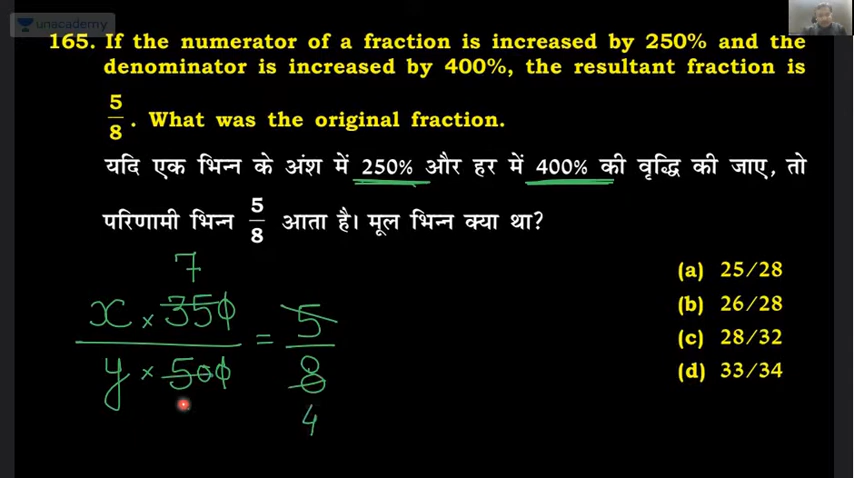 unacademy
165. If the numerator of a fraction is increased by 250% and the
denominator is increased by 400%, the resultant fraction is
5/8. What was the original fraction.
यदि एक भिन्न के अंश में 250% और हर में 400% की वृद्धि की जाए, तो
परिणामी भिन्न 5/8 आता है। मूल भिन्न क्या था?
7
x × 350 = 5
y × 500 8
4
(a) 25/28
(b) 26/28
(c) 28/32
(d) 33/34